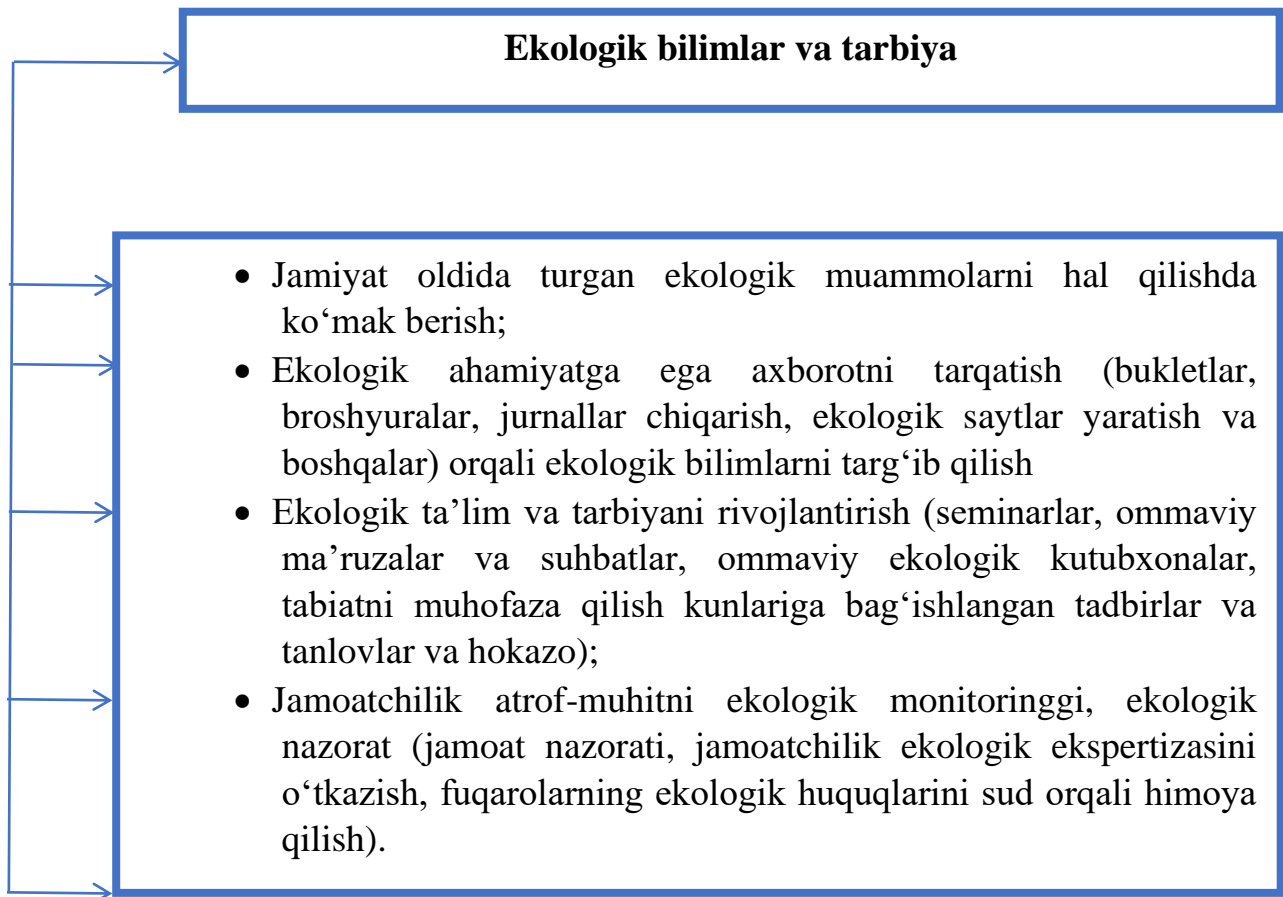 Ekologik bilimlar va tarbiya
• Jamiyat oldida turgan ekologik muammolarni hal qilishda
ko‘mak berish;
• Ekologik ahamiyatga ega axborotni tarqatish (bukletlar,
broshyuralar, jurnallar chiqarish, ekologik saytlar yaratish va
boshqalar) orqali ekologik bilimlarni targ‘ib qilish
• Ekologik ta’lim va tarbiyani rivojlantirish (seminarlar, ommaviy
ma’ruzalar va suhbatlar, ommaviy ekologik kutubxonalar,
tabiatni muhofaza qilish kunlariga bag‘ishlangan tadbirlar va
tanlovlar va hokazo);
• Jamoatchilik atrof-muhitni ekologik monitoringgi, ekologik
nazorat (jamoat nazorati, jamoatchilik ekologik ekspertizasini
o‘tkazish, fuqarolarning ekologik huquqlarini sud orqali himoya
qilish).